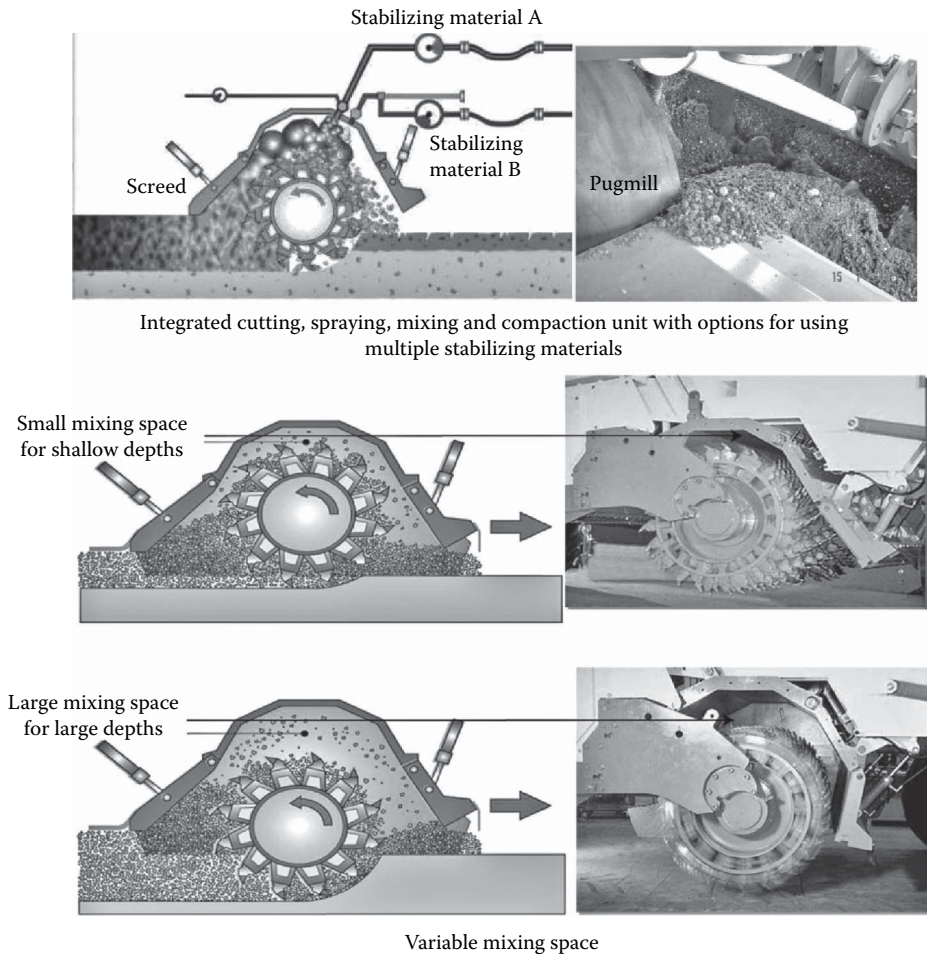 Stabilizing material A
Stabilizing
material B
Screed
Pugmill
15
Integrated cutting, spraying, mixing and compaction unit with options for using
multiple stabilizing materials
Small mixing space
for shallow depths
Large mixing space
for large depths
Variable mixing space